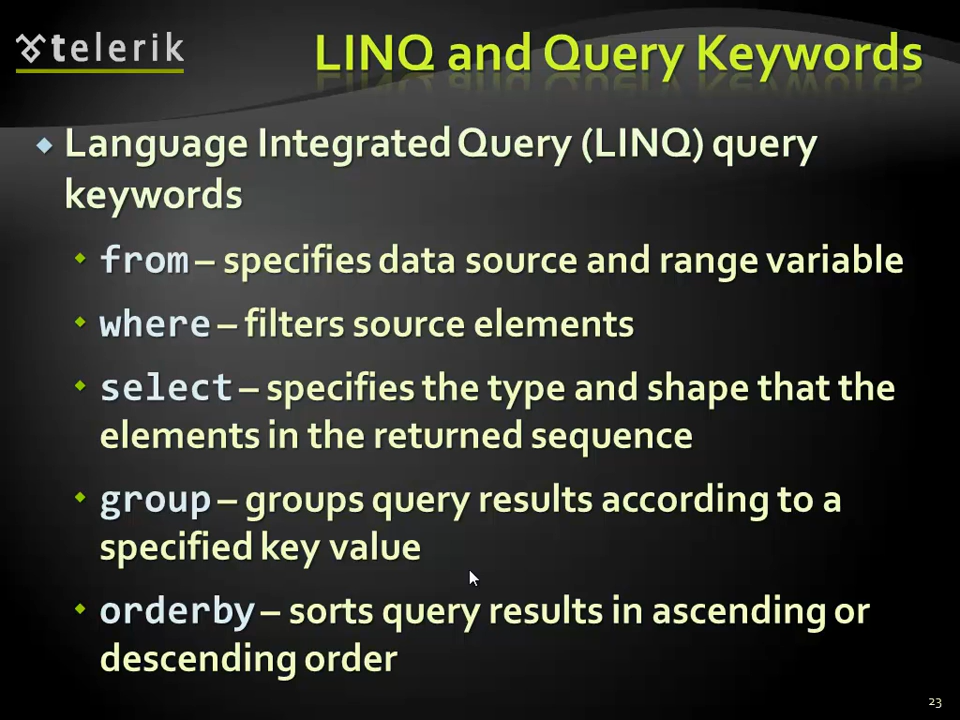 telerik
LINQ and Query Keywords
Language Integrated Query (LINQ) query
keywords
from – specifies data source and range variable
where – filters source elements
select – specifies the type and shape that the
elements in the returned sequence
group – groups query results according to a
specified key value
orderby – sorts query results in ascending or
descending order
23